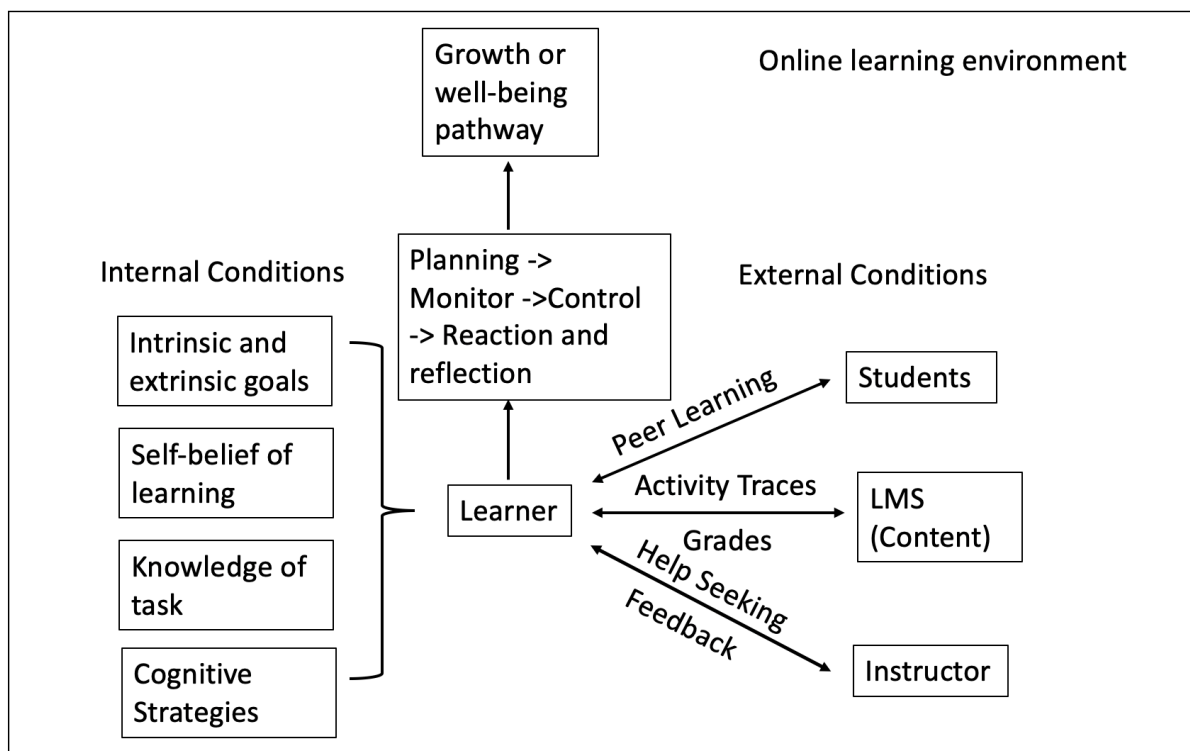 Growth or
well-being
pathway
Online learning environment
Internal Conditions
Planning ->
Monitor ->Control
-> Reaction and
reflection
External Conditions
Intrinsic and
extrinsic goals
Self-belief of
learning
Knowledge of
task
Cognitive
Strategies
Learner
Peer Learning
Students
Activity Traces
Grades
LMS
(Content)
Help Seeking
Feedback
Instructor